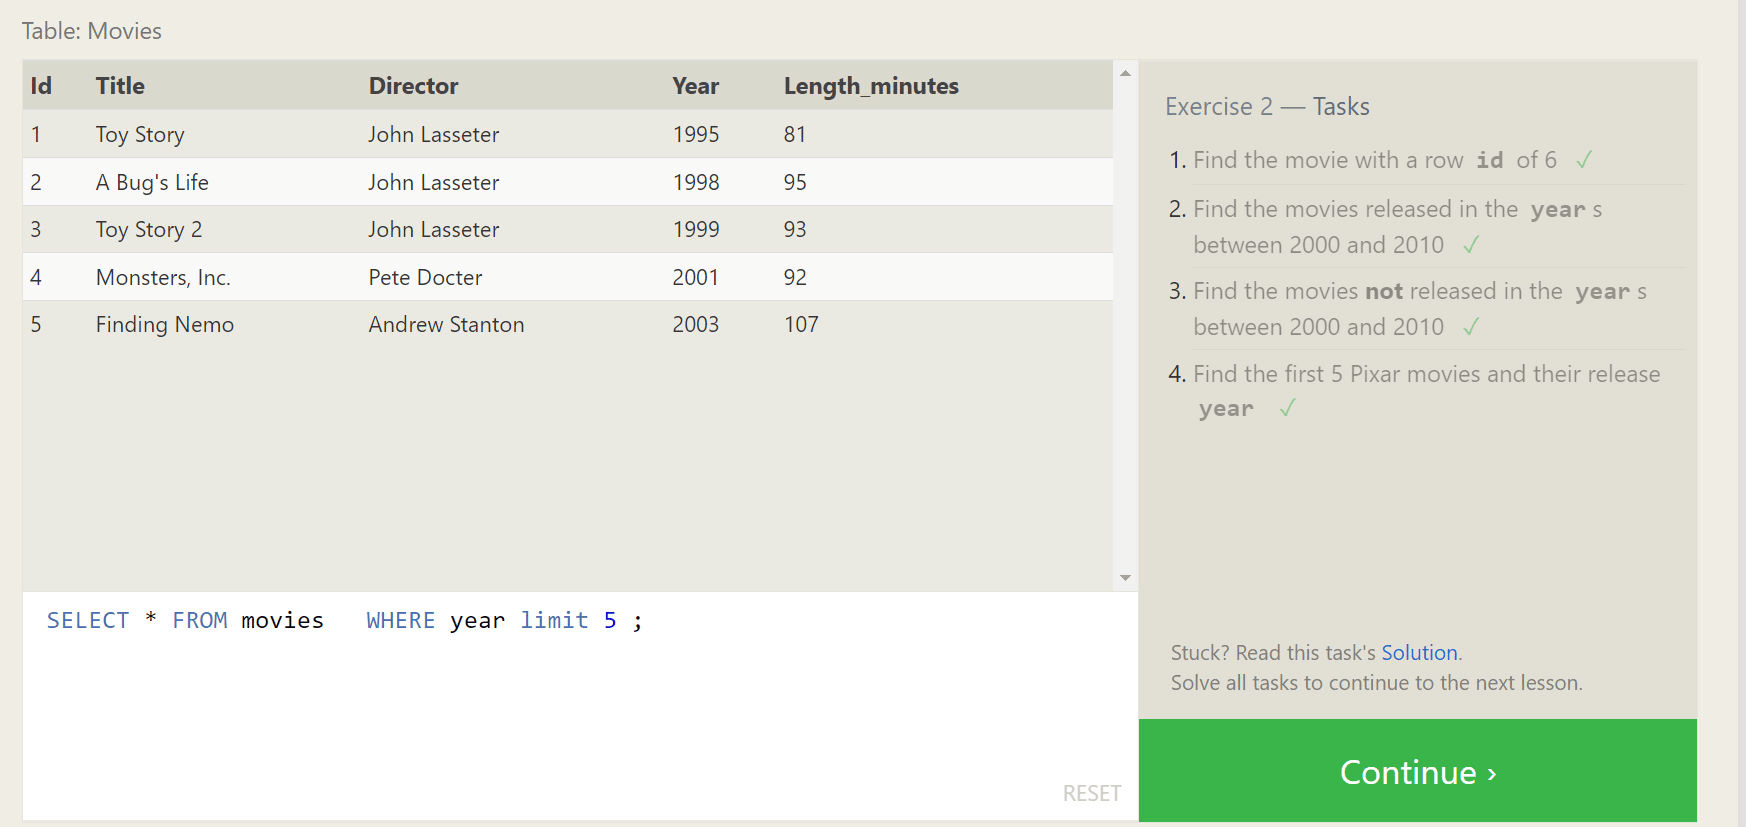 Table: Movies
Id Title Director Year Length_minutes
1 Toy Story John Lasseter 1995 81
2 A Bug's Life John Lasseter 1998 95
3 Toy Story 2 John Lasseter 1999 93
4 Monsters, Inc. Pete Docter 2001 92
5 Finding Nemo Andrew Stanton 2003 107
SELECT * FROM movies WHERE year limit 5 ;
RESET
Exercise 2 — Tasks
1. Find the movie with a row id of 6 ✓
2. Find the movies released in the year s
between 2000 and 2010 ✓
3. Find the movies not released in the year s
between 2000 and 2010 ✓
4. Find the first 5 Pixar movies and their release
year ✓
Stuck? Read this task's Solution.
Solve all tasks to continue to the next lesson.
Continue ›